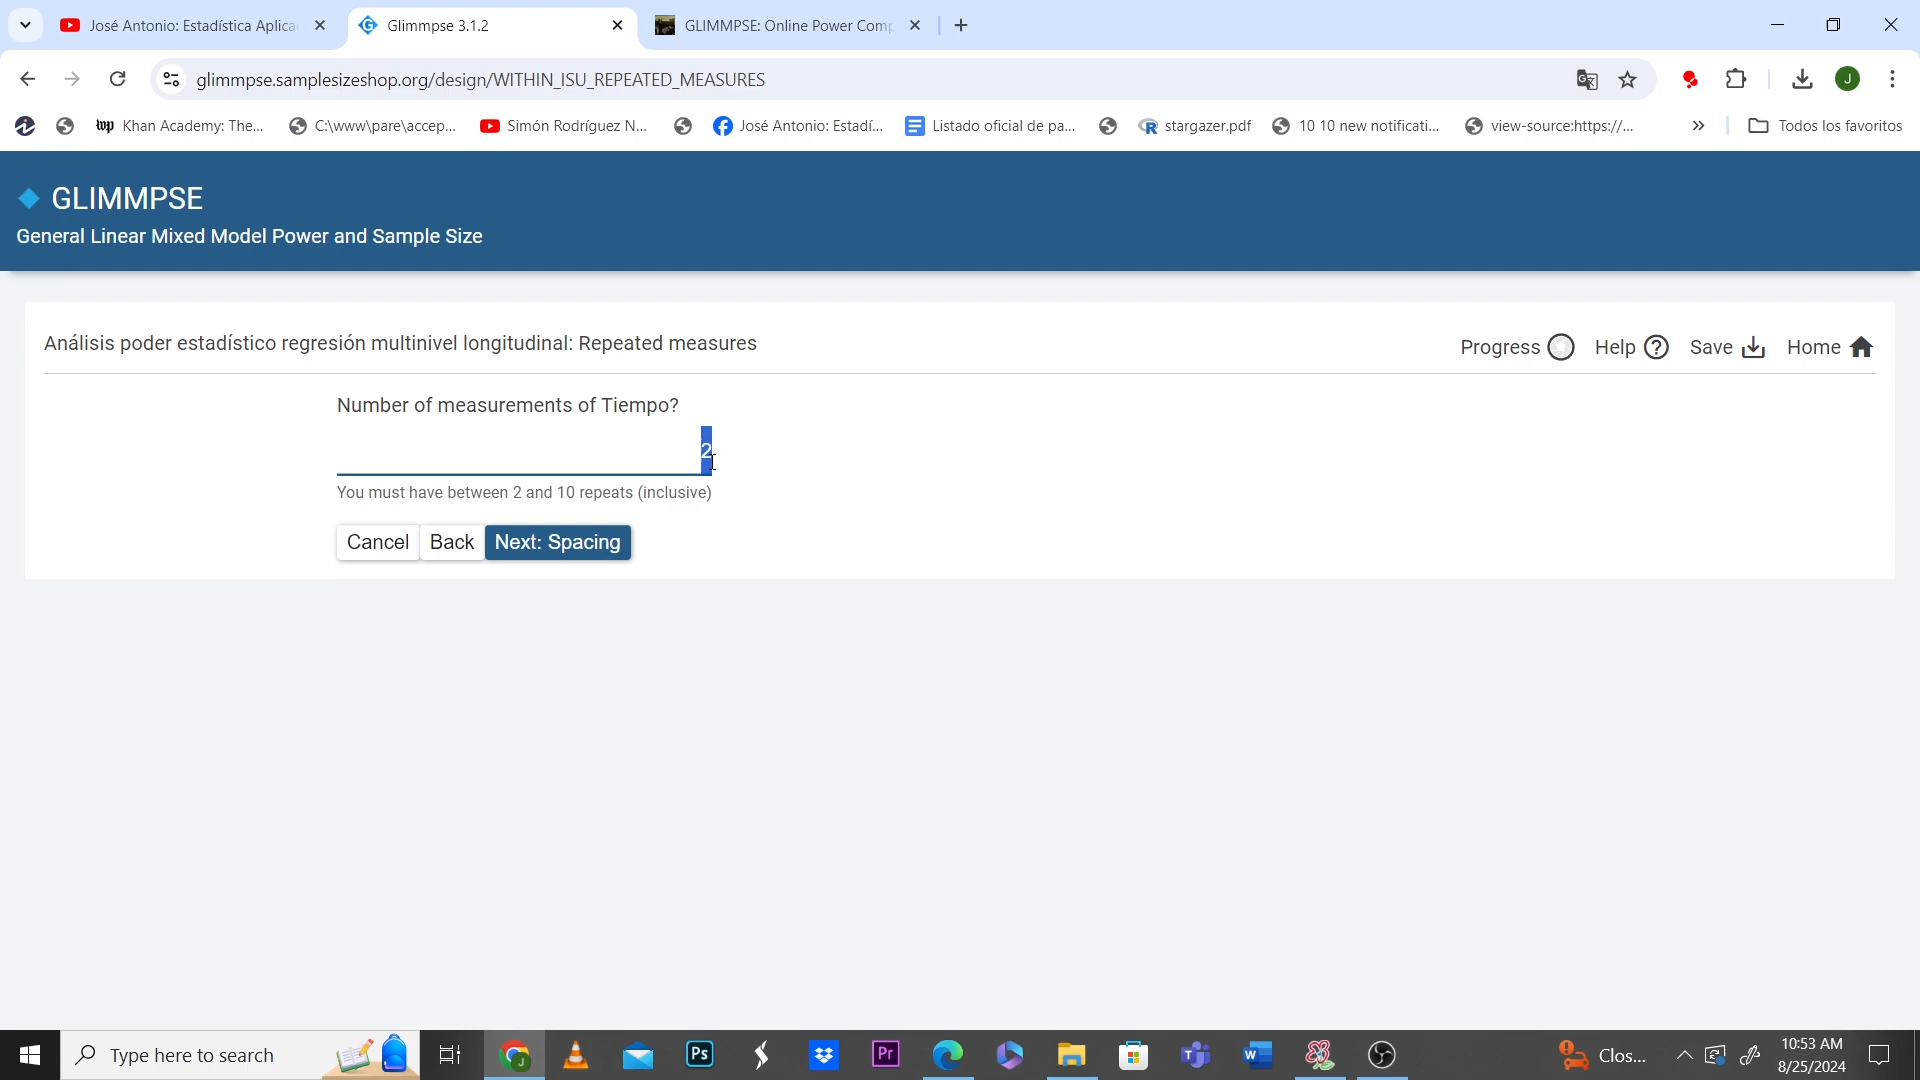 José Antonio: Estadística Aplica
Glimmpse 3.1.2
GLIMMPSE: Online Power Comp
glimmpse.samplesizeshop.org/design/WITHIN_ISU_REPEATED_MEASURES
J
Khan Academy: The...
C:\www\pare\accep...
Simón Rodríguez N...
José Antonio: Estadí...
Listado oficial de pa...
stargazer.pdf
10 10 new notificati...
view-source:https://...
Todos los favoritos
GLIMMPSE
General Linear Mixed Model Power and Sample Size
Análisis poder estadístico regresión multinivel longitudinal: Repeated measures
Progress
Help
Save
Home
Number of measurements of Tiempo?
2
You must have between 2 and 10 repeats (inclusive)
Cancel
Back
Next: Spacing
Type here to search
Ps
Pr
Clos...
10:53 AM
8/25/2024